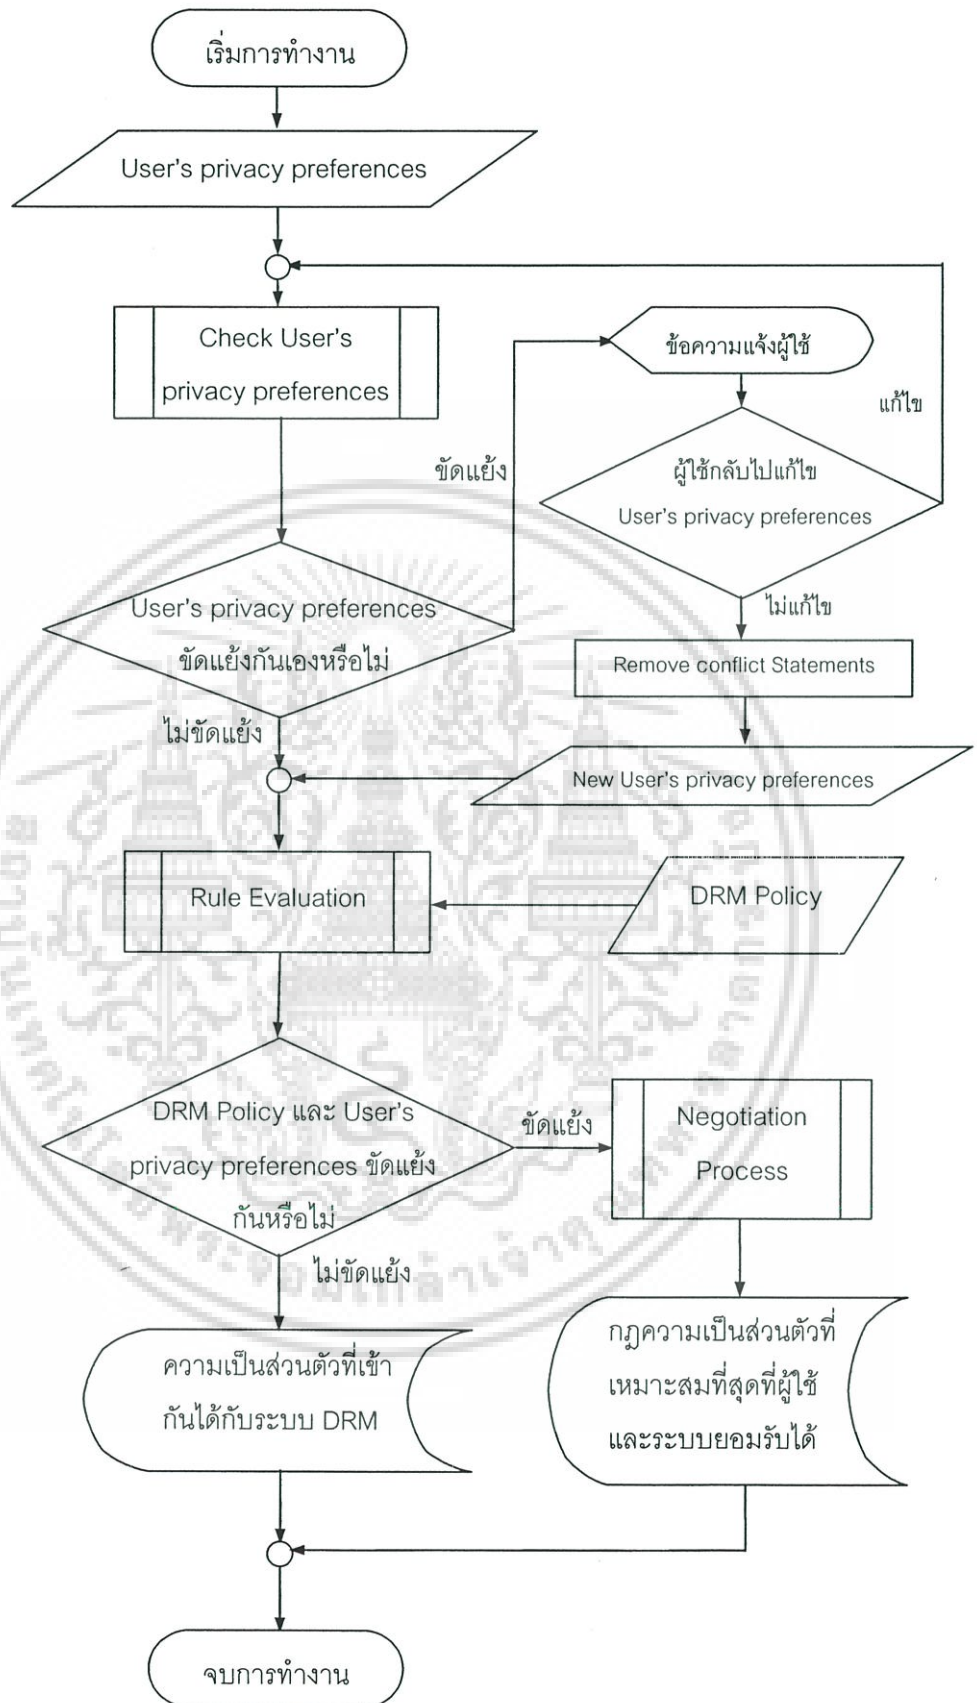 เริ่มการทำงาน
User's privacy preferences
Check User's
privacy preferences
ข้อความแจ้งผู้ใช้
แก้ไข
ขัดแย้ง
ผู้ใช้กลับไปแก้ไข
User's privacy preferences
ไม่แก้ไข
User's privacy preferences
ขัดแย้งกันเองหรือไม่
Remove conflict Statements
ไม่ขัดแย้ง
New User's privacy preferences
Rule Evaluation
DRM Policy
DRM Policy และ User's
privacy preferences ขัดแย้ง
กันหรือไม่
ขัดแย้ง
Negotiation
Process
ไม่ขัดแย้ง
ความเป็นส่วนตัวที่เข้า
กันได้กับระบบ DRM
กฎความเป็นส่วนตัวที่
เหมาะสมที่สุดที่ผู้ใช้
และระบบยอมรับได้
จบการทำงาน